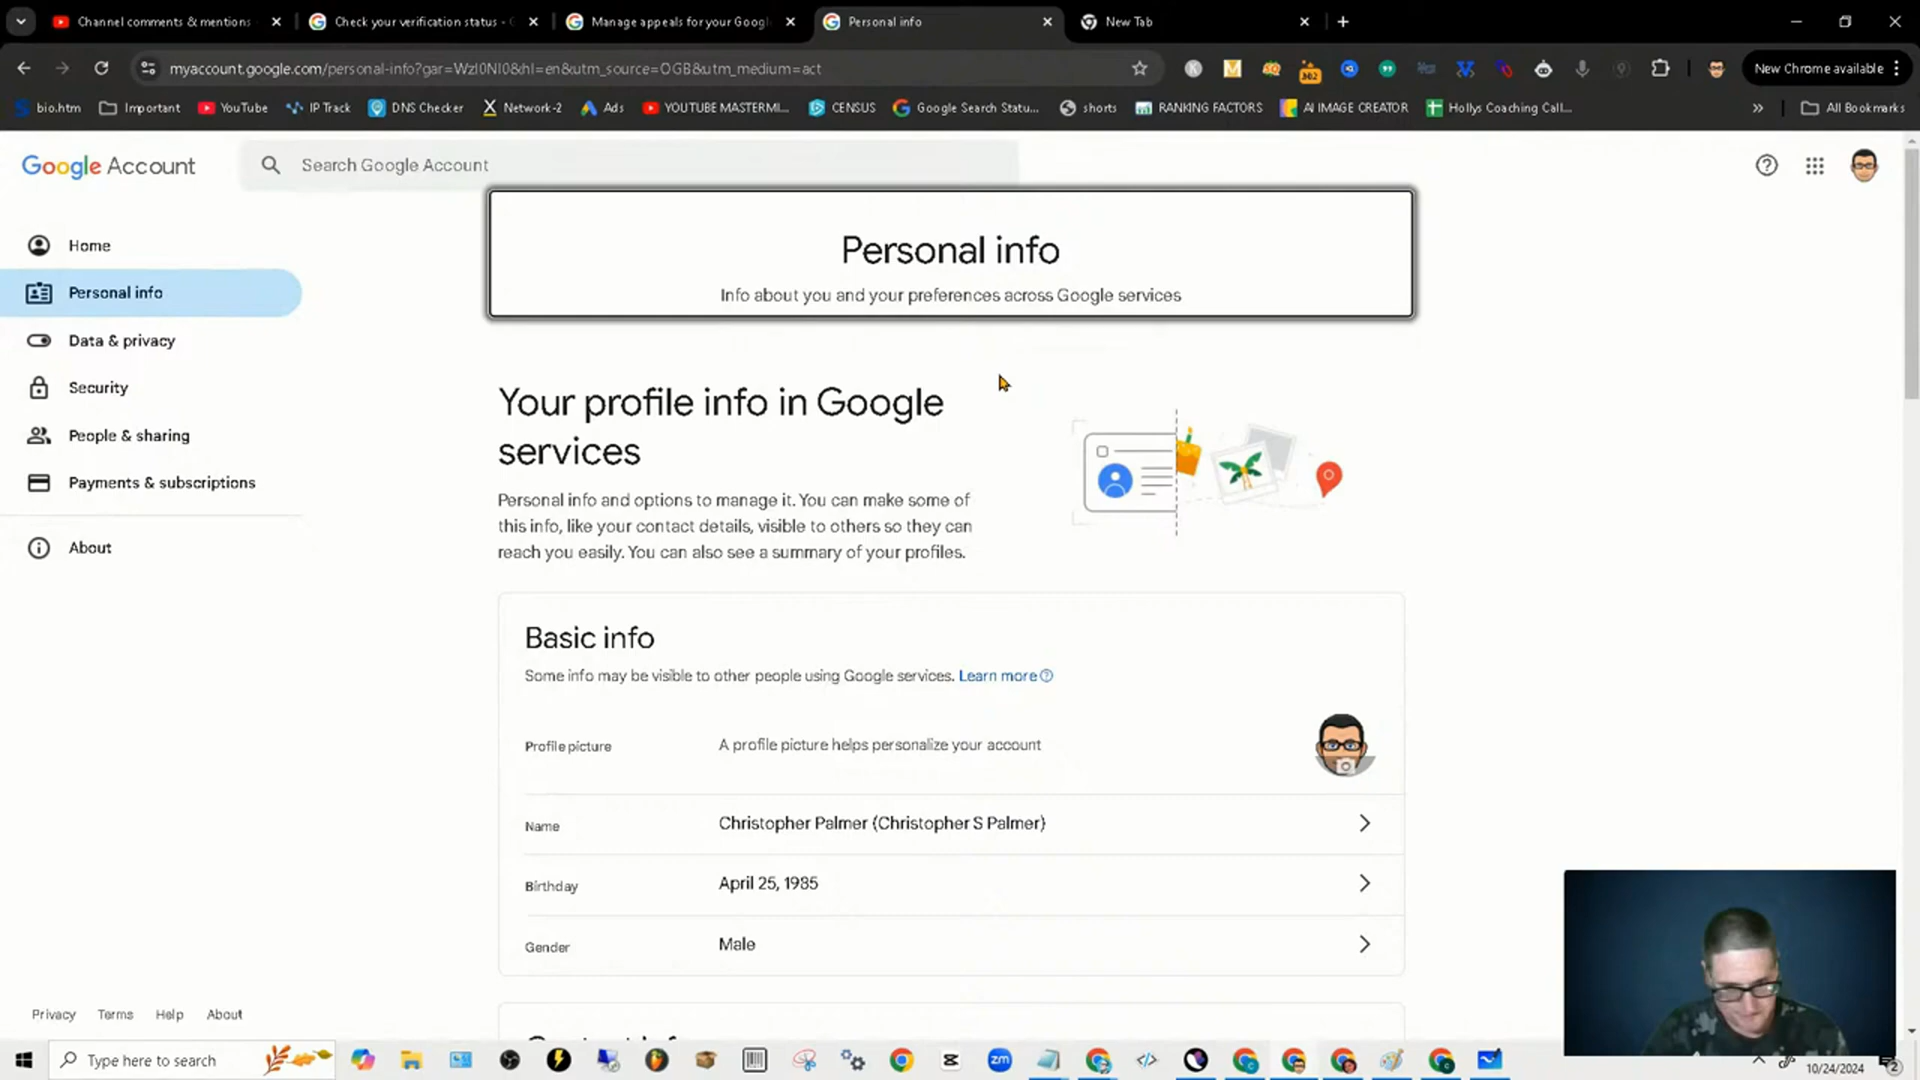 Channel comments & mentions
Check your verification status - G
Manage appeals for your Googl
Personal info
New Tab
myaccount.google.com/personal-info?gar=WzI0NI0&hl=en&utm_source=OGB&utm_medium=act
New Chrome available
bio.htm
Important
YouTube
IP Track
DNS Checker
Network-2
Ads
YOUTUBE MASTERMI...
CENSUS
Google Search Statu...
shorts
RANKING FACTORS
AI IMAGE CREATOR
Hollys Coaching Call...
All Bookmarks
Google Account
Search Google Account
Home
Personal info
Data & privacy
Security
People & sharing
Payments & subscriptions
About
Personal info
Info about you and your preferences across Google services
Your profile info in Google
services
Personal info and options to manage it. You can make some of
this info, like your contact details, visible to others so they can
reach you easily. You can also see a summary of your profiles.
Basic info
Some info may be visible to other people using Google services. Learn more
Profile picture
A profile picture helps personalize your account
Name
Christopher Palmer (Christopher S Palmer)
Birthday
April 25, 1985
Gender
Male
Privacy
Terms
Help
About
Type here to search
zm
10/24/2024
2